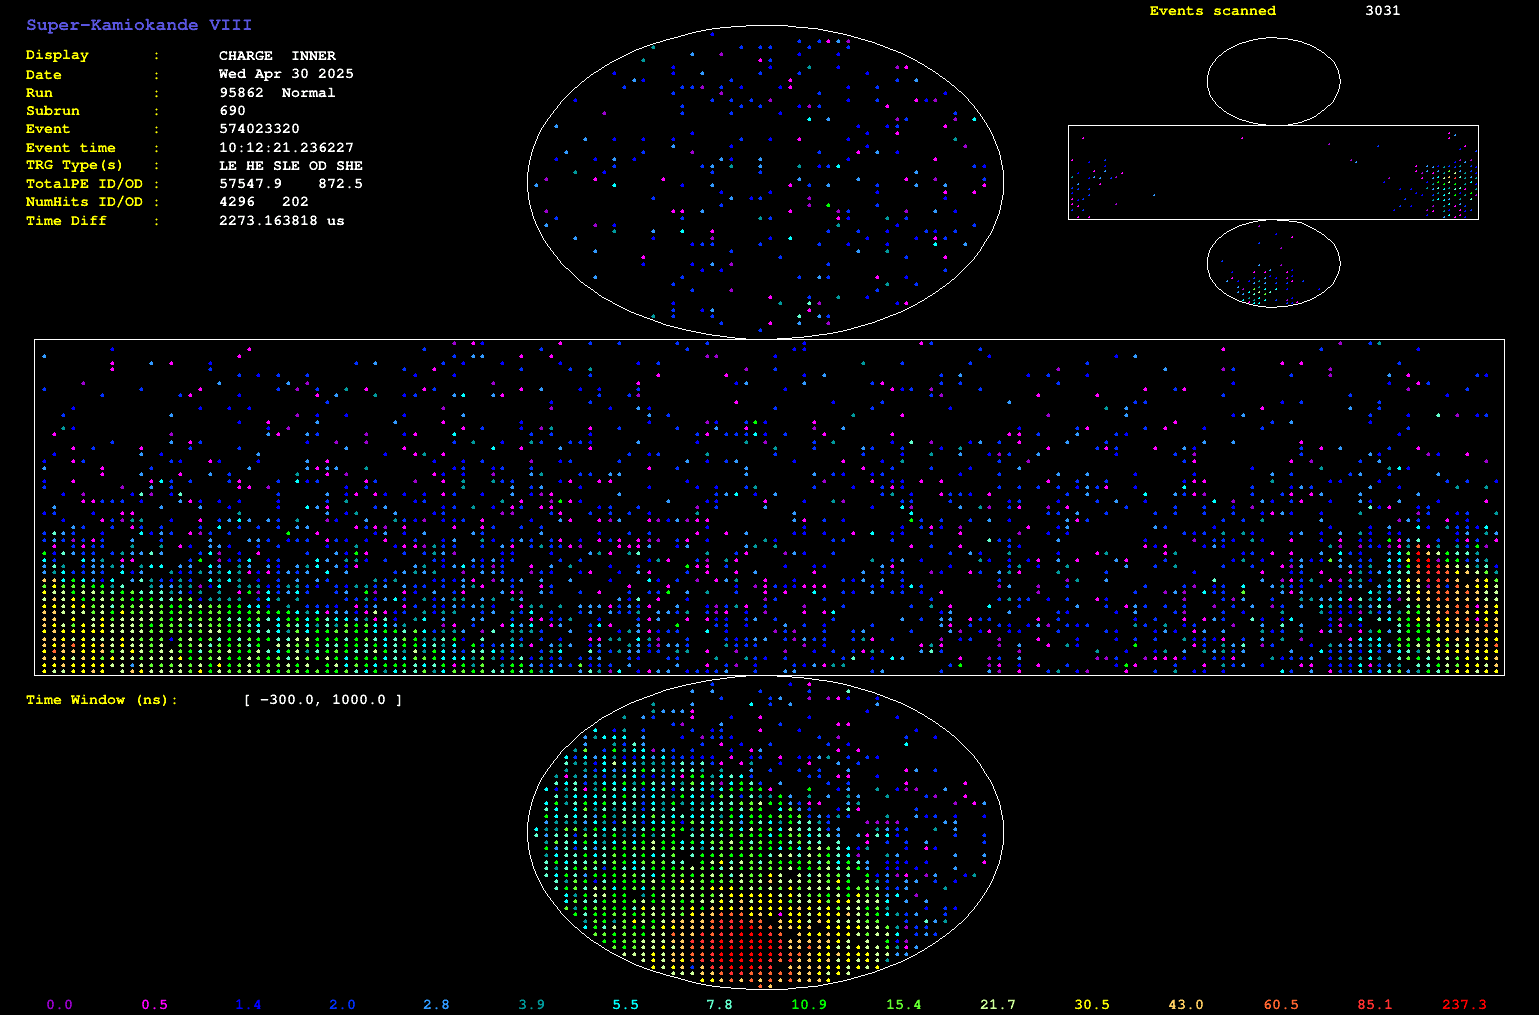 Super-Kamiokande VIII
Events scanned 3031
Display : CHARGE INNER
Date : Wed Apr 30 2025
Run : 95862 Normal
Subrun : 690
Event : 574023320
Event time : 10:12:21.236227
TRG Type(s) : LE HE SLE OD SHE
TotalPE ID/OD : 57547.9 872.5
NumHits ID/OD : 4296 202
Time Diff : 2273.163818 us
Time Window (ns): [ -300.0, 1000.0 ]
0.0 0.5 1.4 2.0 2.8 3.9 5.5 7.8 10.9 15.4 21.7 30.5 43.0 60.5 85.1 237.3